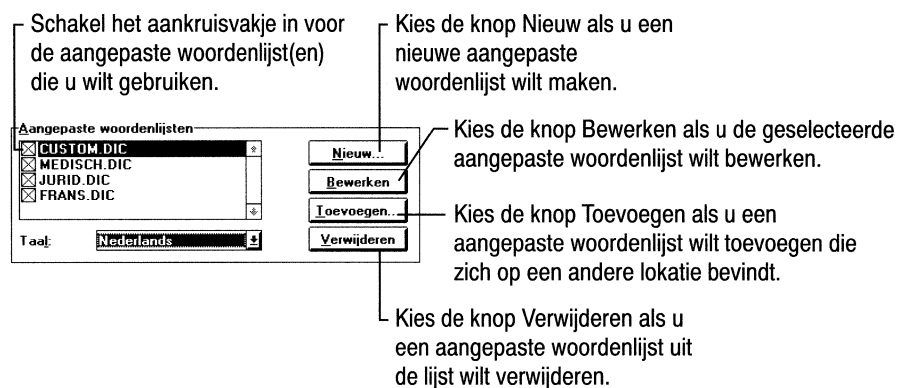 Schakel het aankruisvakje in voor
de aangepaste woordenlijst(en)
die u wilt gebruiken.
Kies de knop Nieuw als u een
nieuwe aangepaste
woordenlijst wilt maken.
Aangepaste woordenlijsten
CUSTOM.DIC
MEDISCH.DIC
JURID.DIC
FRANS.DIC
Taal:
Nederlands
Nieuw...
Bewerken
Toevoegen...
Verwijderen
Kies de knop Bewerken als u de geselecteerde
aangepaste woordenlijst wilt bewerken.
Kies de knop Toevoegen als u een
aangepaste woordenlijst wilt toevoegen die
zich op een andere lokatie bevindt.
Kies de knop Verwijderen als u
een aangepaste woordenlijst uit
de lijst wilt verwijderen.